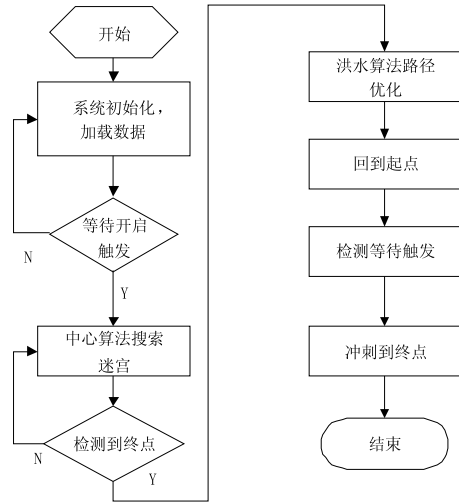 开始
系统初始化，
加载数据
等待开启
触发
N
Y
中心算法搜索
迷宫
检测到终点
N
Y
洪水算法路径
优化
回到起点
检测等待触发
冲刺到终点
结束